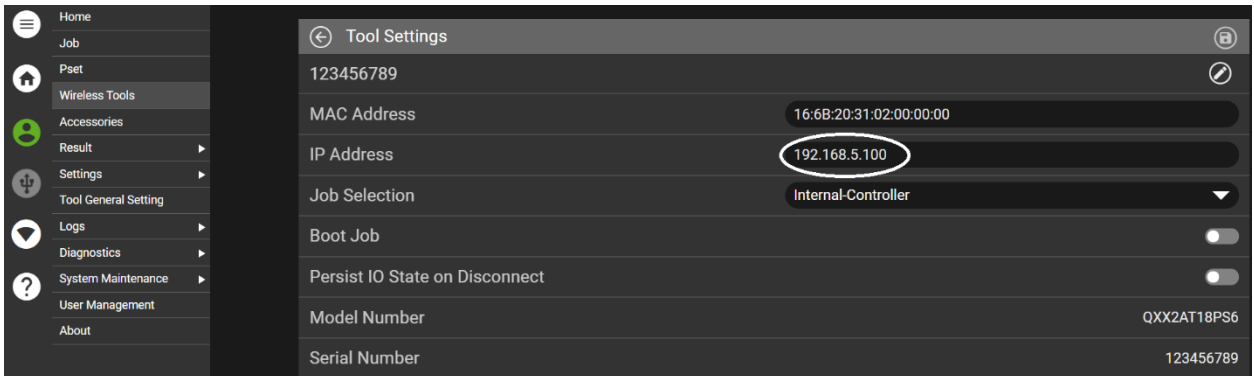 Home
Job
Pset
Wireless Tools
Accessories
Result
Settings
Tool General Setting
Logs
Diagnostics
System Maintenance
User Management
About
Tool Settings
123456789
MAC Address 16:6B:20:31:02:00:00:00
IP Address 192.168.5.100
Job Selection Internal-Controller
Boot Job
Persist IO State on Disconnect
Model Number QXX2AT18PS6
Serial Number 123456789